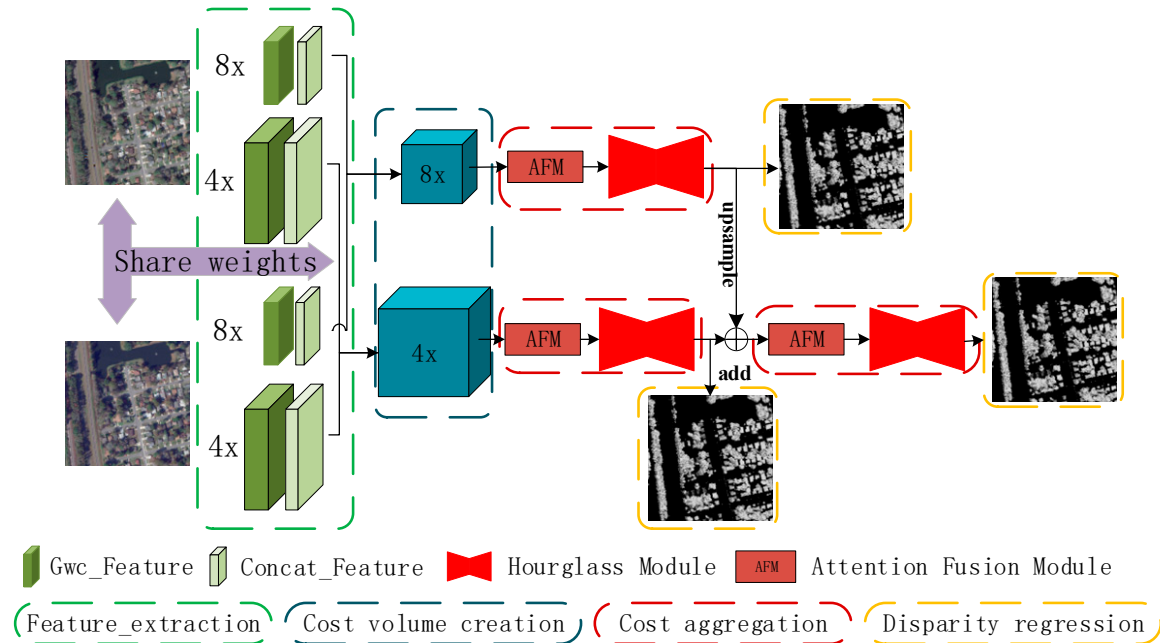 8x
4x
Share weights
8x
4x
8x
AFM
upsample
4x
AFM
add
AFM
Gwc_Feature
Concat_Feature
Hourglass Module
AFM
Attention Fusion Module
Feature_extraction
Cost volume creation
Cost aggregation
Disparity regression